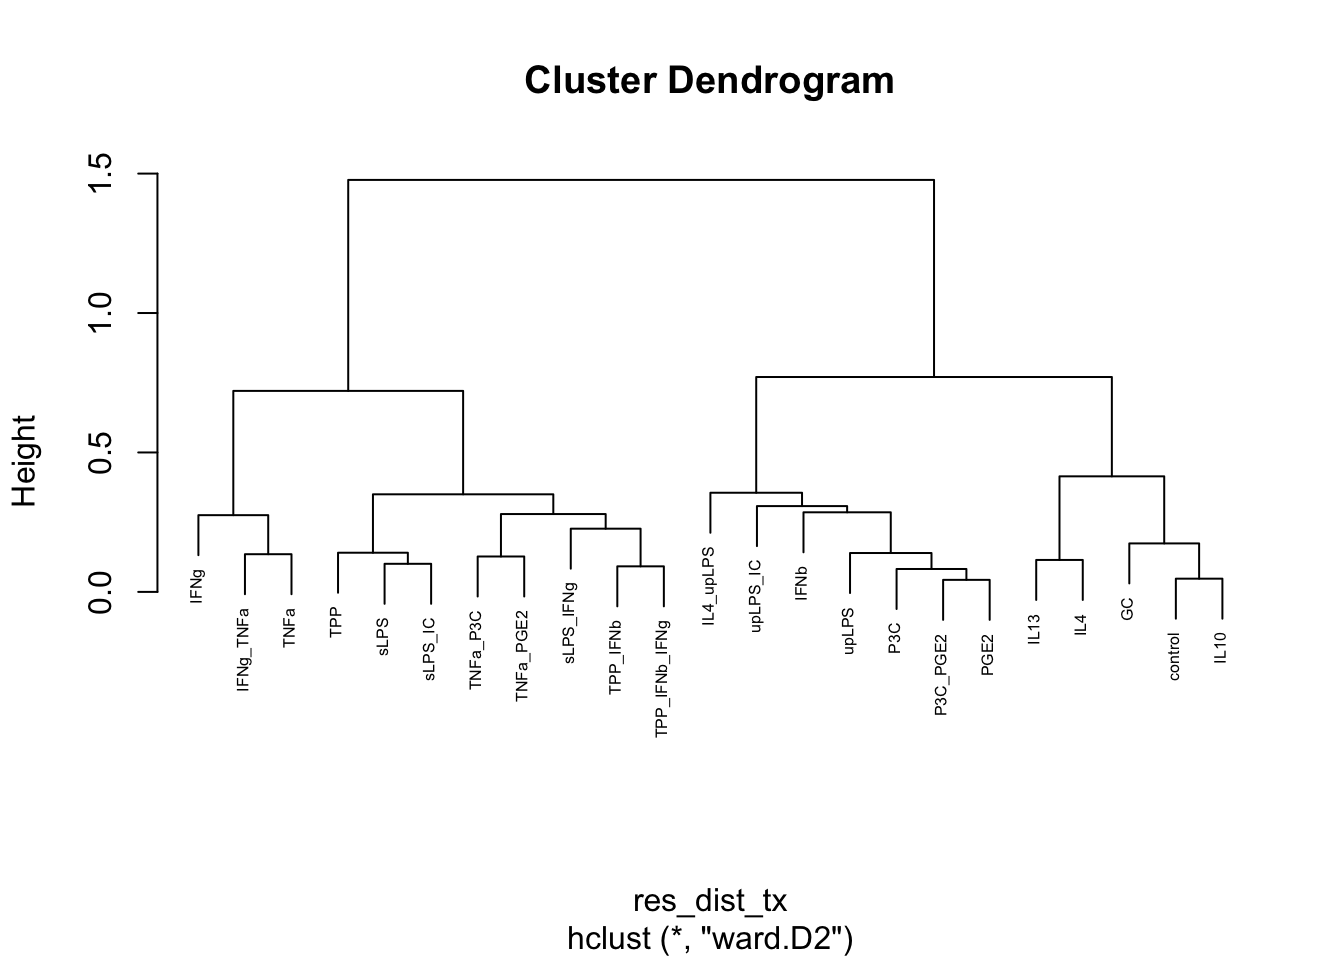 Cluster Dendrogram
Height
1.5
1.0
0.5
0.0
IFNg
IFNg_TNFa
TNFa
TPP
sLPS
sLPS_IC
TNFa_P3C
TNFa_PGE2
sLPS_IFNg
TPP_IFNb
TPP_IFNb_IFNg
IL4_upLPS
upLPS_IC
IFNb
upLPS
P3C
P3C_PGE2
PGE2
IL13
IL4
GC
control
IL10
res_dist_tx
hclust (*, "ward.D2")